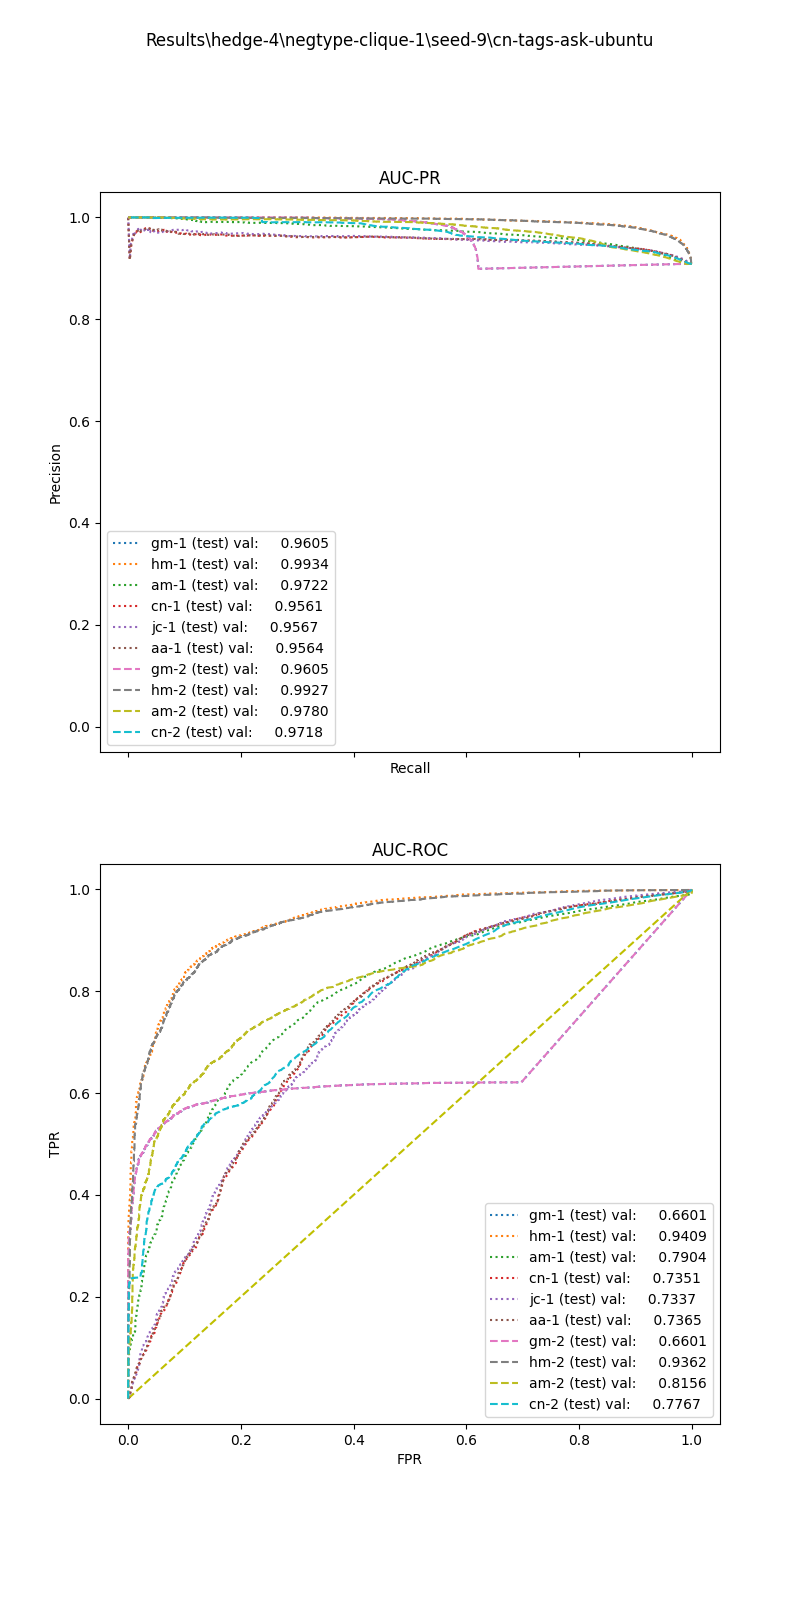 Results\hedge-4\negtype-clique-1\seed-9\cn-tags-ask-ubuntu
AUC-PR
1.0
0.8
0.6
0.4
0.2
0.0
Precision
gm-1 (test) val: 0.9605
hm-1 (test) val: 0.9934
am-1 (test) val: 0.9722
cn-1 (test) val: 0.9561
jc-1 (test) val: 0.9567
aa-1 (test) val: 0.9564
gm-2 (test) val: 0.9605
hm-2 (test) val: 0.9927
am-2 (test) val: 0.9780
cn-2 (test) val: 0.9718
Recall
AUC-ROC
1.0
0.8
0.6
0.4
0.2
0.0
TPR
gm-1 (test) val: 0.6601
hm-1 (test) val: 0.9409
am-1 (test) val: 0.7904
cn-1 (test) val: 0.7351
jc-1 (test) val: 0.7337
aa-1 (test) val: 0.7365
gm-2 (test) val: 0.6601
hm-2 (test) val: 0.9362
am-2 (test) val: 0.8156
cn-2 (test) val: 0.7767
0.0 0.2 0.4 0.6 0.8 1.0
FPR